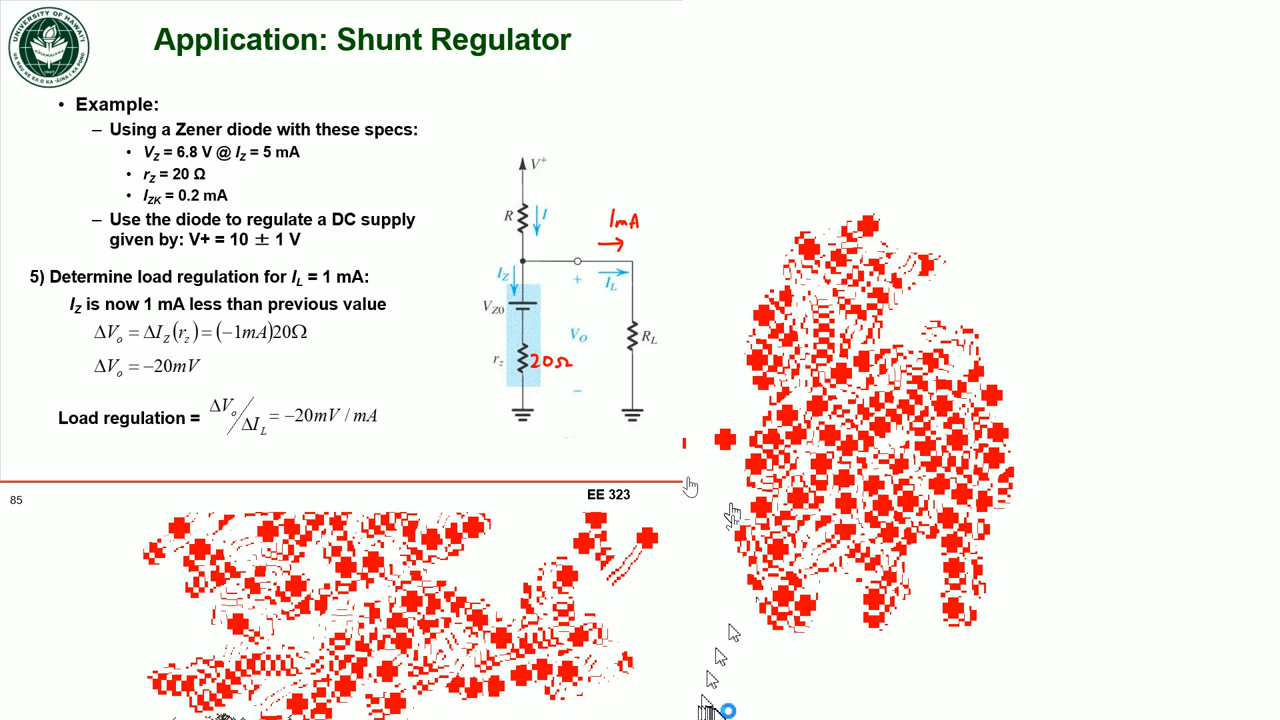 UNIVERSITY OF HAWAI'I
Application: Shunt Regulator
• Example:
– Using a Zener diode with these specs:
• VZ = 6.8 V @ IZ = 5 mA
• rZ = 20 Ω
• IZK = 0.2 mA
– Use the diode to regulate a DC supply
given by: V+ = 10 ± 1 V
5) Determine load regulation for IL = 1 mA:
IZ is now 1 mA less than previous value
ΔVo = ΔIZ(rz) = (−1mA)20Ω
ΔVo = −20mV
Load regulation = ΔVo/ΔIL = −20mV / mA
V+
R
I
1mA
IZ
+
IL
VZ0
VO
RL
rz
20Ω
−
85
EE 323